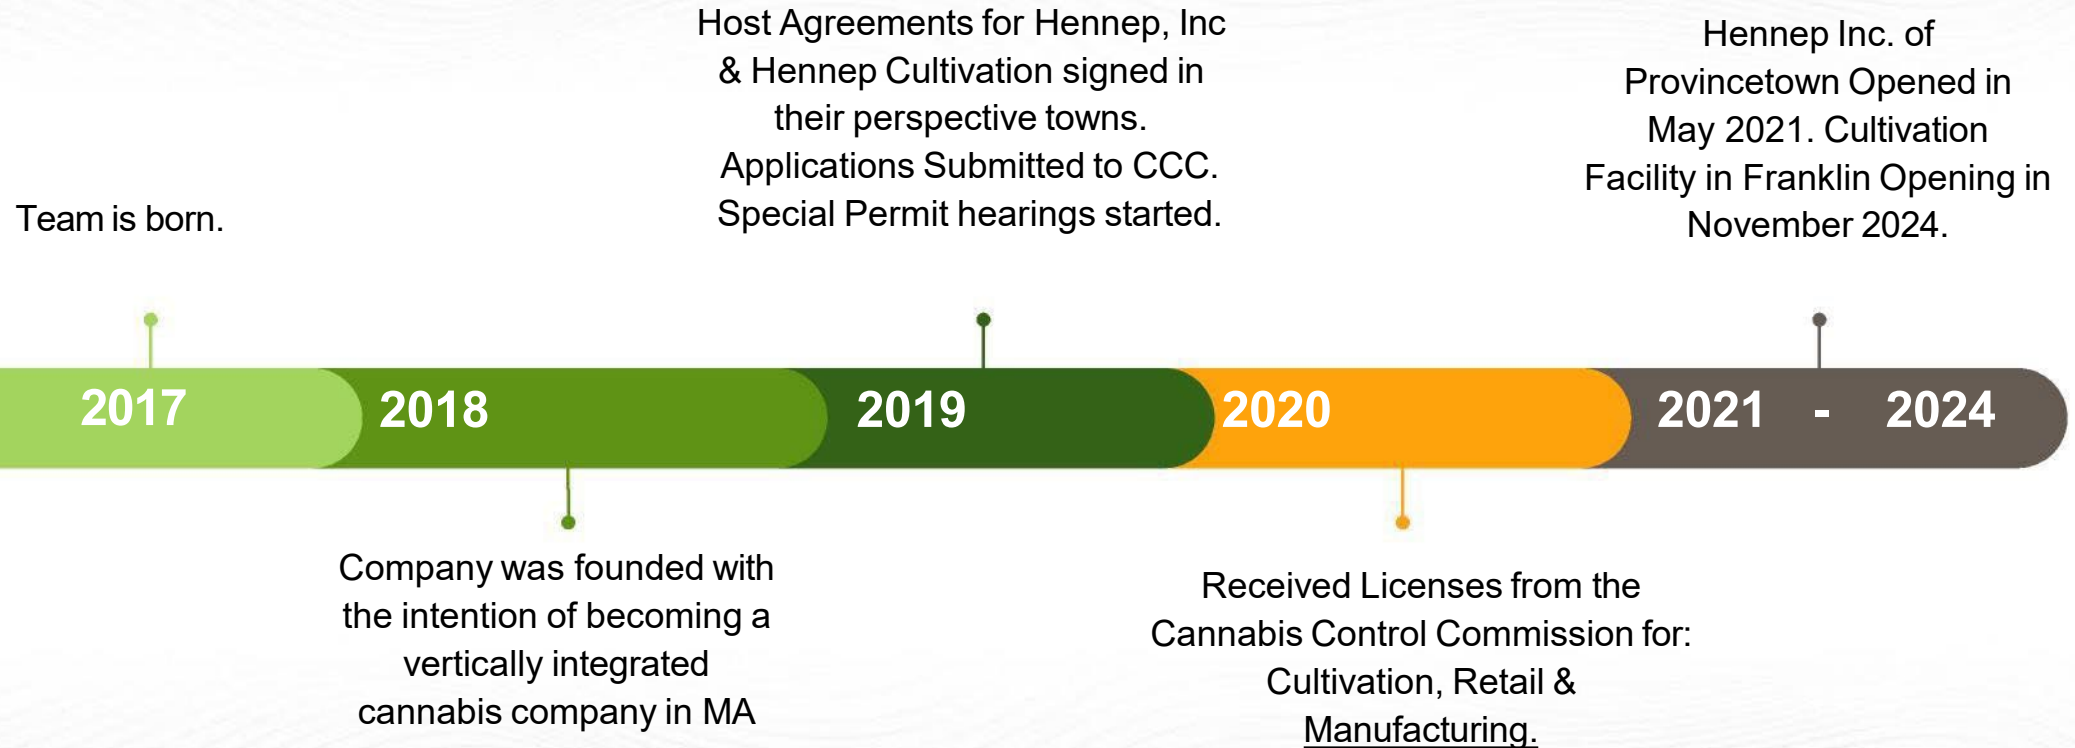 Team is born.
2017
Company was founded with
the intention of becoming a
vertically integrated
cannabis company in MA
2018
Host Agreements for Hennep, Inc
& Hennep Cultivation signed in
their perspective towns.
Applications Submitted to CCC.
Special Permit hearings started.
2019
Received Licenses from the
Cannabis Control Commission for:
Cultivation, Retail &
Manufacturing.
2020
Hennep Inc. of
Provincetown Opened in
May 2021. Cultivation
Facility in Franklin Opening in
November 2024.
2021 - 2024